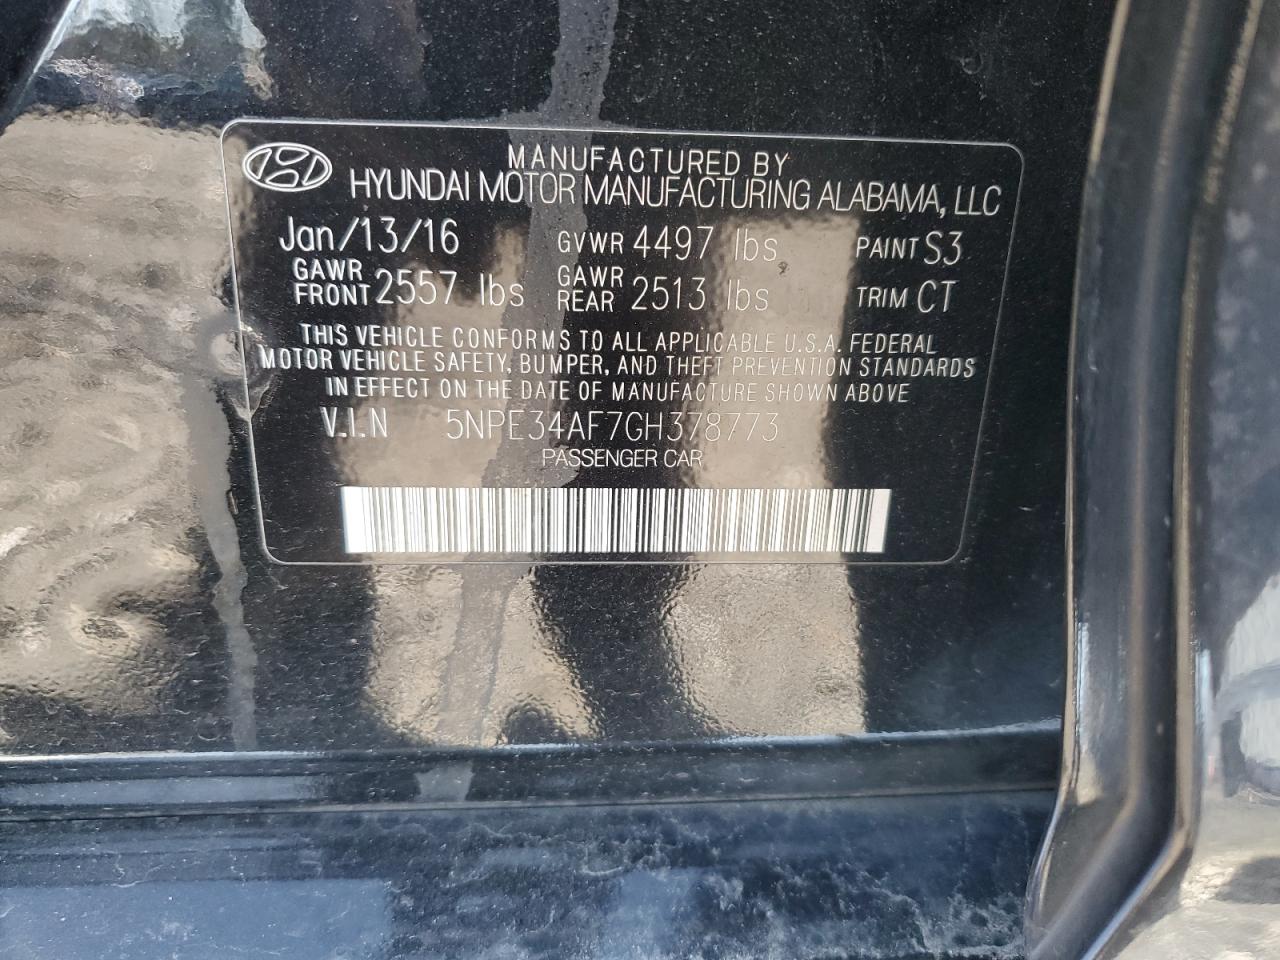 MANUFACTURED BY
HYUNDAI MOTOR MANUFACTURING ALABAMA, LLC
Jan/13/16 GVWR 4497 lbs PAINT S3
GAWR FRONT 2557 lbs GAWR REAR 2513 lbs TRIM CT
THIS VEHICLE CONFORMS TO ALL APPLICABLE U.S.A. FEDERAL
MOTOR VEHICLE SAFETY, BUMPER, AND THEFT PREVENTION STANDARDS
IN EFFECT ON THE DATE OF MANUFACTURE SHOWN ABOVE
V.I.N 5NPE34AF7GH378773
PASSENGER CAR